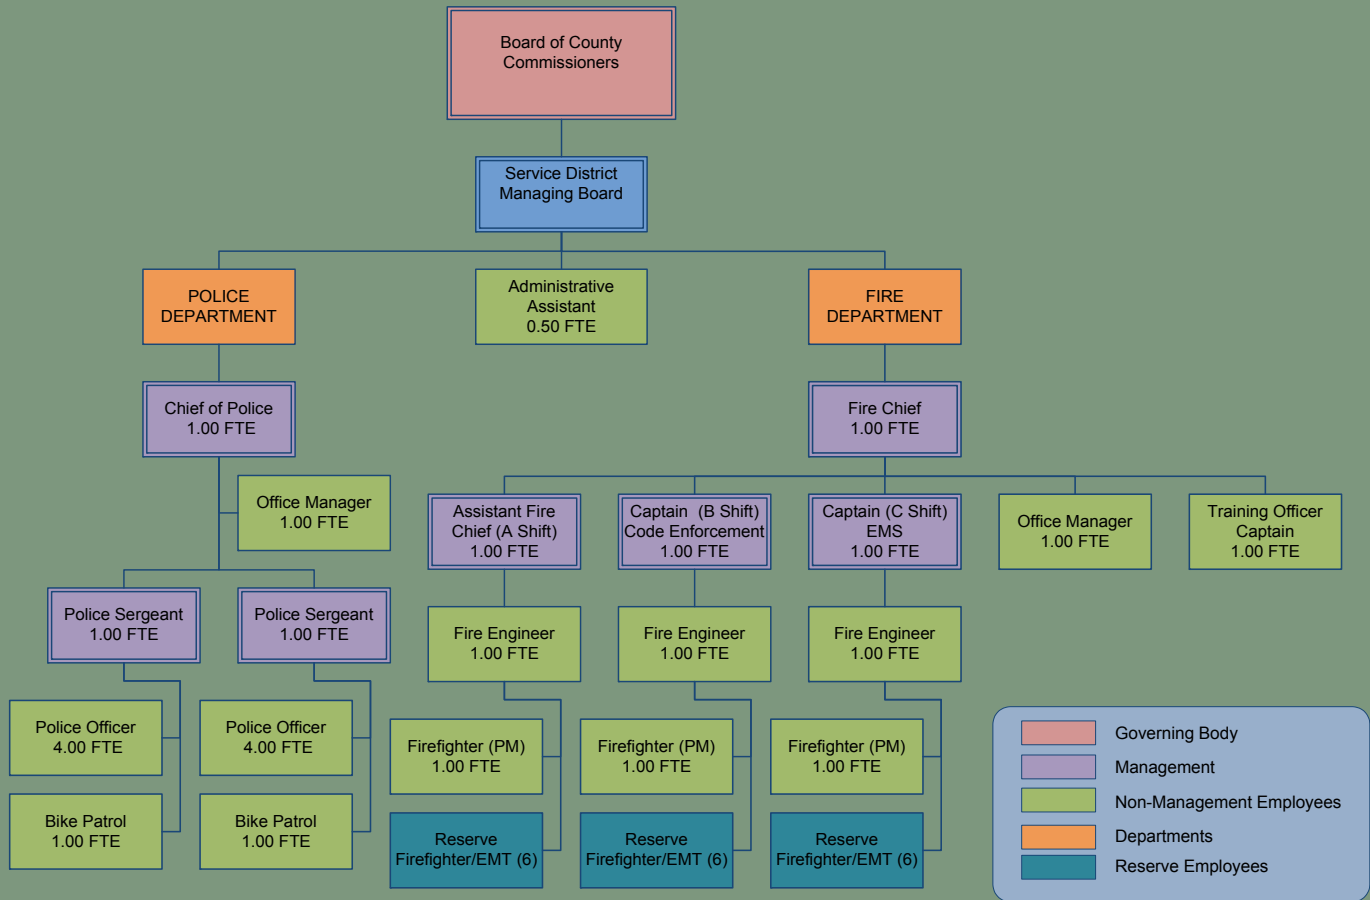 Board of County
Commissioners
Service District
Managing Board
POLICE
DEPARTMENT
Administrative
Assistant
0.50 FTE
FIRE
DEPARTMENT
Chief of Police
1.00 FTE
Fire Chief
1.00 FTE
Office Manager
1.00 FTE
Assistant Fire
Chief (A Shift)
1.00 FTE
Captain (B Shift)
Code Enforcement
1.00 FTE
Captain (C Shift)
EMS
1.00 FTE
Office Manager
1.00 FTE
Training Officer
Captain
1.00 FTE
Police Sergeant
1.00 FTE
Police Sergeant
1.00 FTE
Fire Engineer
1.00 FTE
Fire Engineer
1.00 FTE
Fire Engineer
1.00 FTE
Police Officer
4.00 FTE
Police Officer
4.00 FTE
Firefighter (PM)
1.00 FTE
Firefighter (PM)
1.00 FTE
Firefighter (PM)
1.00 FTE
Bike Patrol
1.00 FTE
Bike Patrol
1.00 FTE
Reserve
Firefighter/EMT (6)
Reserve
Firefighter/EMT (6)
Reserve
Firefighter/EMT (6)
Governing Body
Management
Non-Management Employees
Departments
Reserve Employees